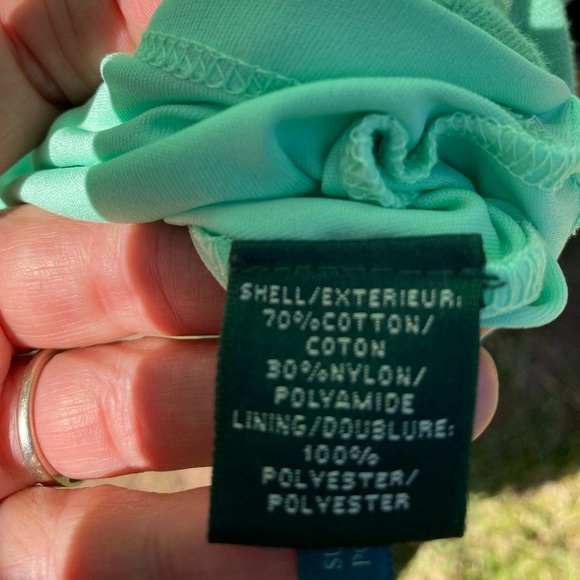 SHELL/EXTERIEUR:
70%COTTON/
COTON
30%NYLON/
POLYAMIDE
LINING/DOUBLURE:
100%
POLYESTER/
POLYESTER